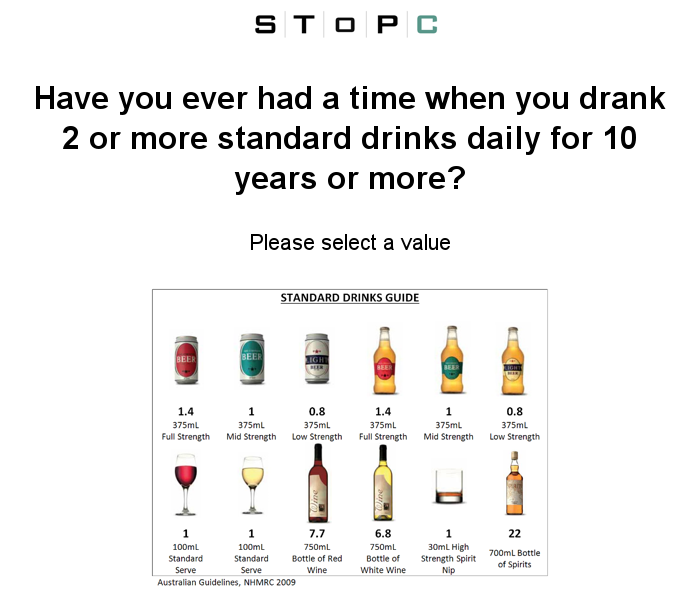 STOPC
Have you ever had a time when you drank
2 or more standard drinks daily for 10
years or more?
Please select a value
STANDARD DRINKS GUIDE
BEER BEER LIGHT BEER BEER BEER LIGHT
1.4 1 0.8 1.4 1 0.8
375mL 375mL 375mL 375mL 375mL 375mL
Full Strength Mid Strength Low Strength Full Strength Mid Strength Low Strength
Wine Wine
1 1 7.7 6.8 1 22
100mL 100mL 750mL 750mL 30mL High 700mL Bottle
Standard Standard Bottle of Red Bottle of Strength Spirit of Spirits
Serve Serve Wine White Wine Nip
Australian Guidelines, NHMRC 2009